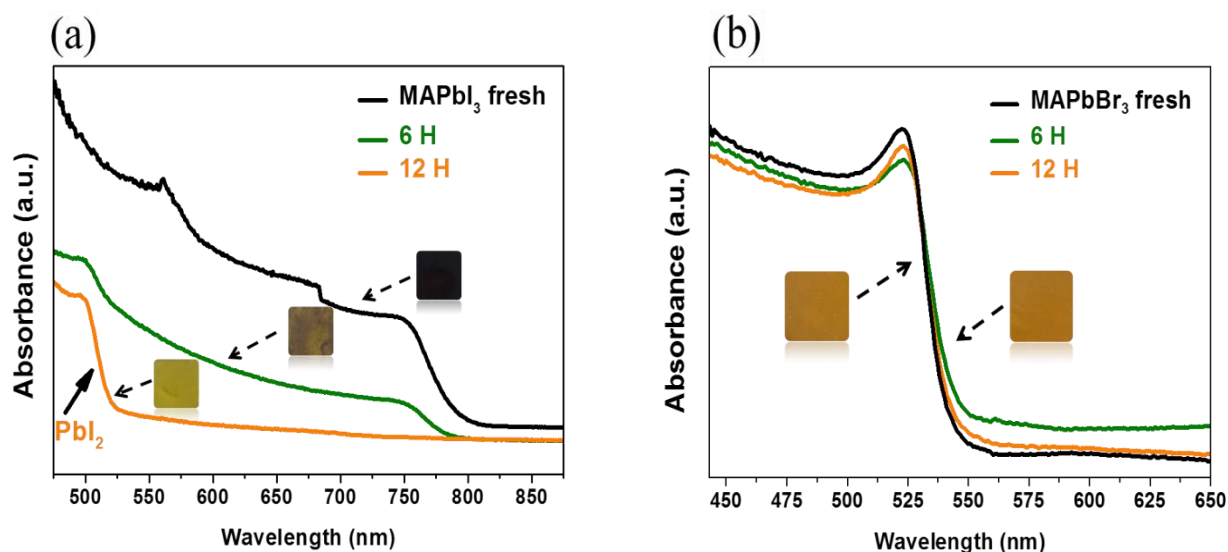 (a)
MAPbI₃ fresh
6 H
12 H
PbI₂
Absorbance (a.u.)
500 550 600 650 700 750 800 850
Wavelength (nm)
(b)
MAPbBr₃ fresh
6 H
12 H
Absorbance (a.u.)
450 475 500 525 550 575 600 625 650
Wavelength (nm)